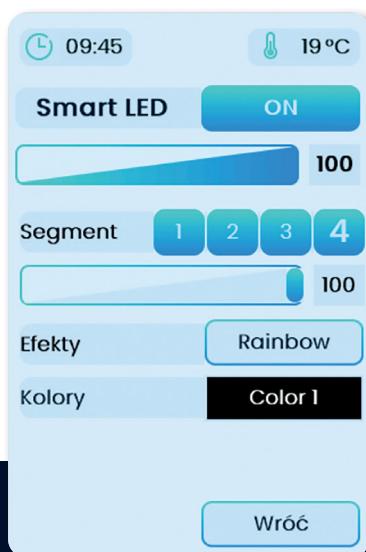 09:45 19 °C
Smart LED ON
100
Segment 1 2 3 4
100
Efekty Rainbow
Kolory Color 1
Wróć